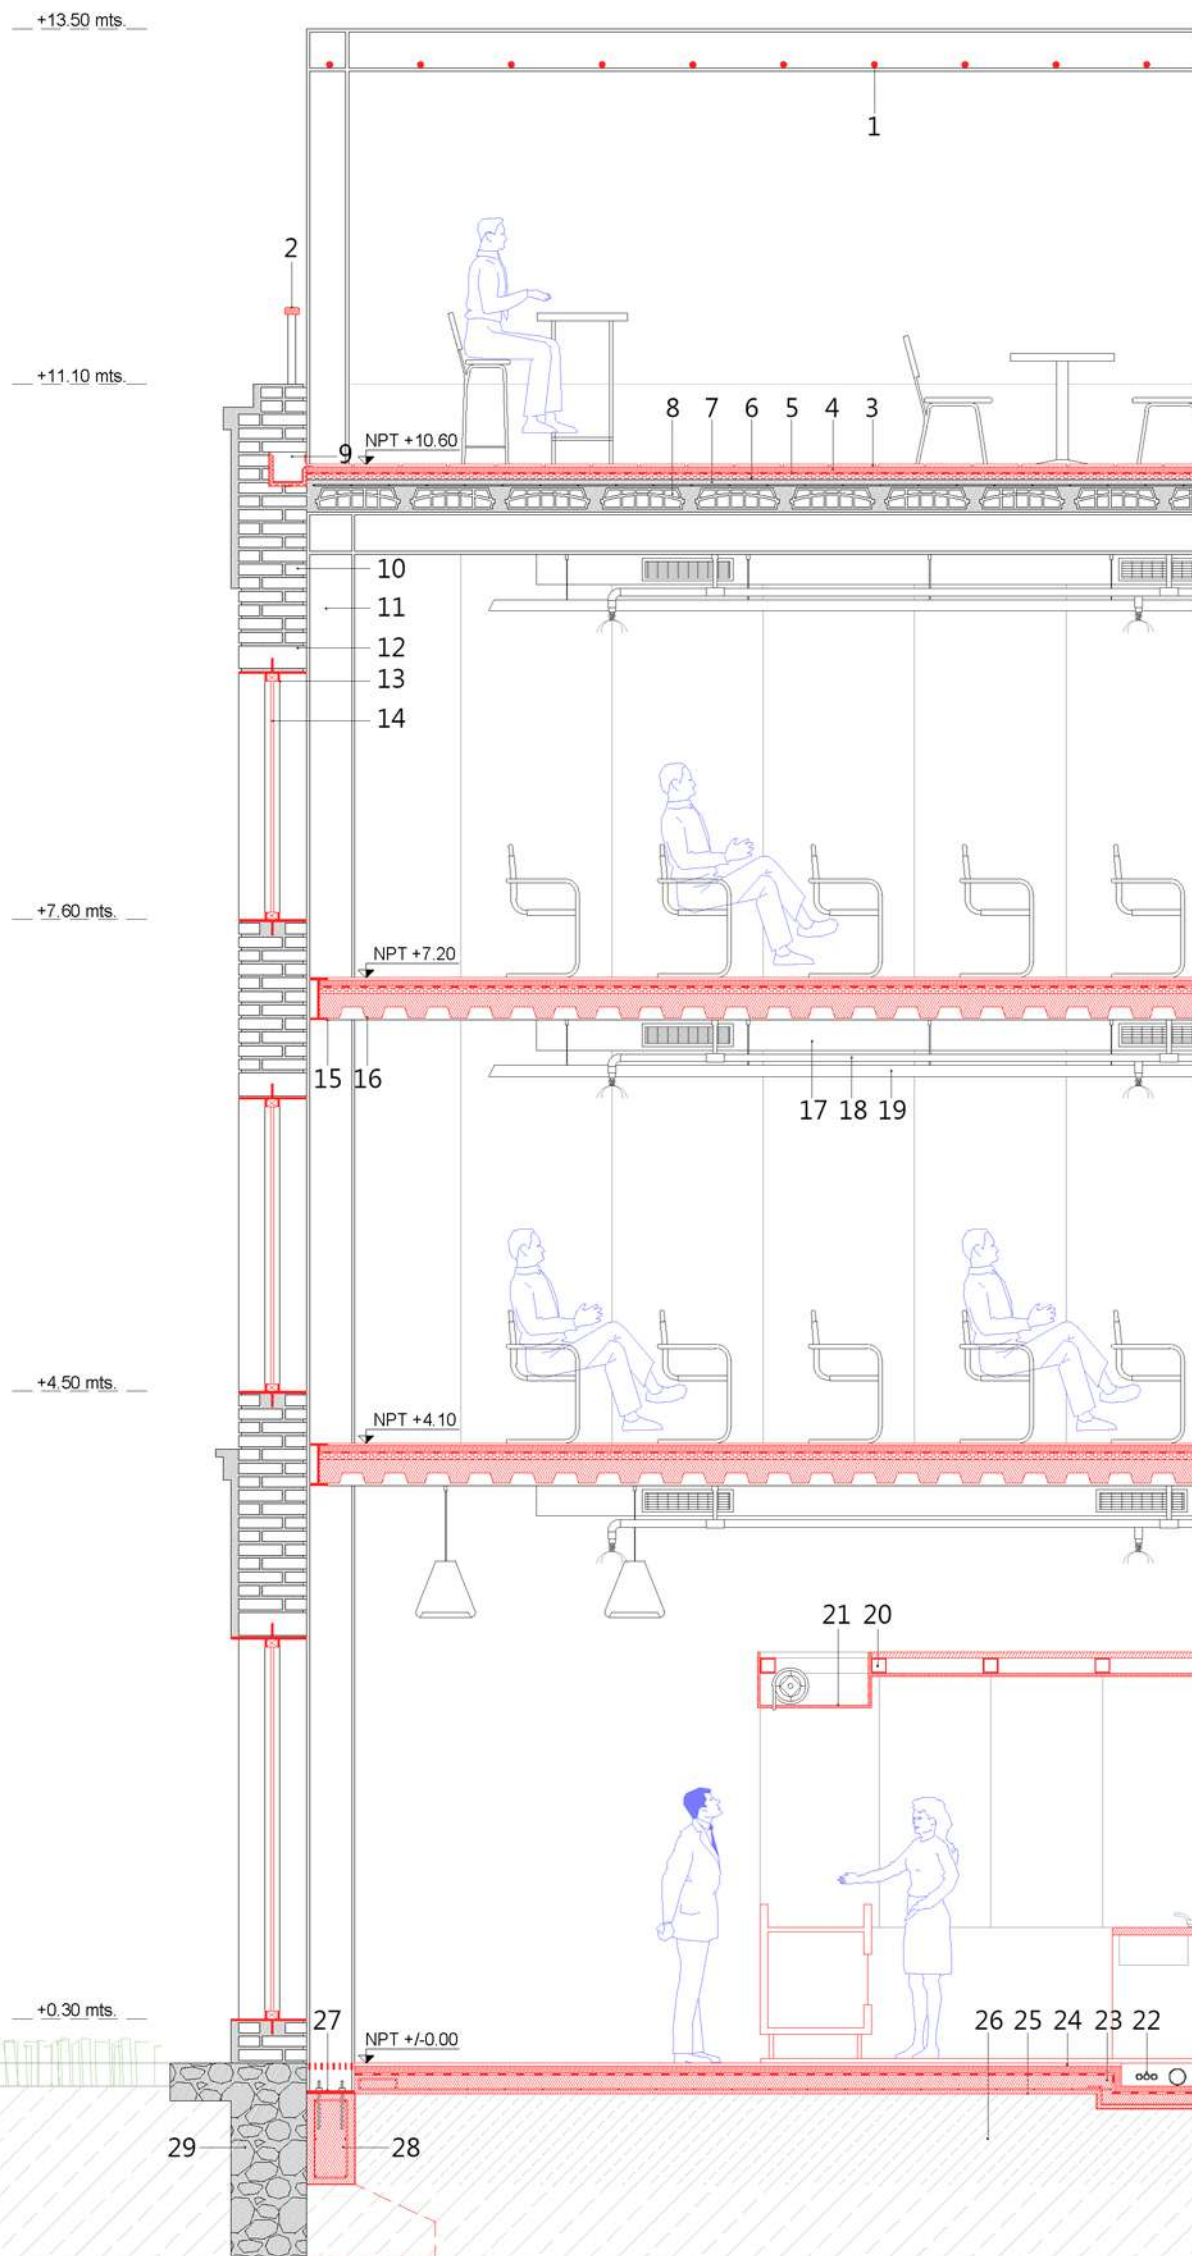 +13.50 mts.
1
2
+11.10 mts.
8 7 6 5 4 3
NPT +10.60
9
10
11
12
13
14
+7.60 mts.
NPT +7.20
15 16
17 18 19
+4.50 mts.
NPT +4.10
21 20
+0.30 mts.
27
26 25 24 23 22
NPT +/-0.00
29
28